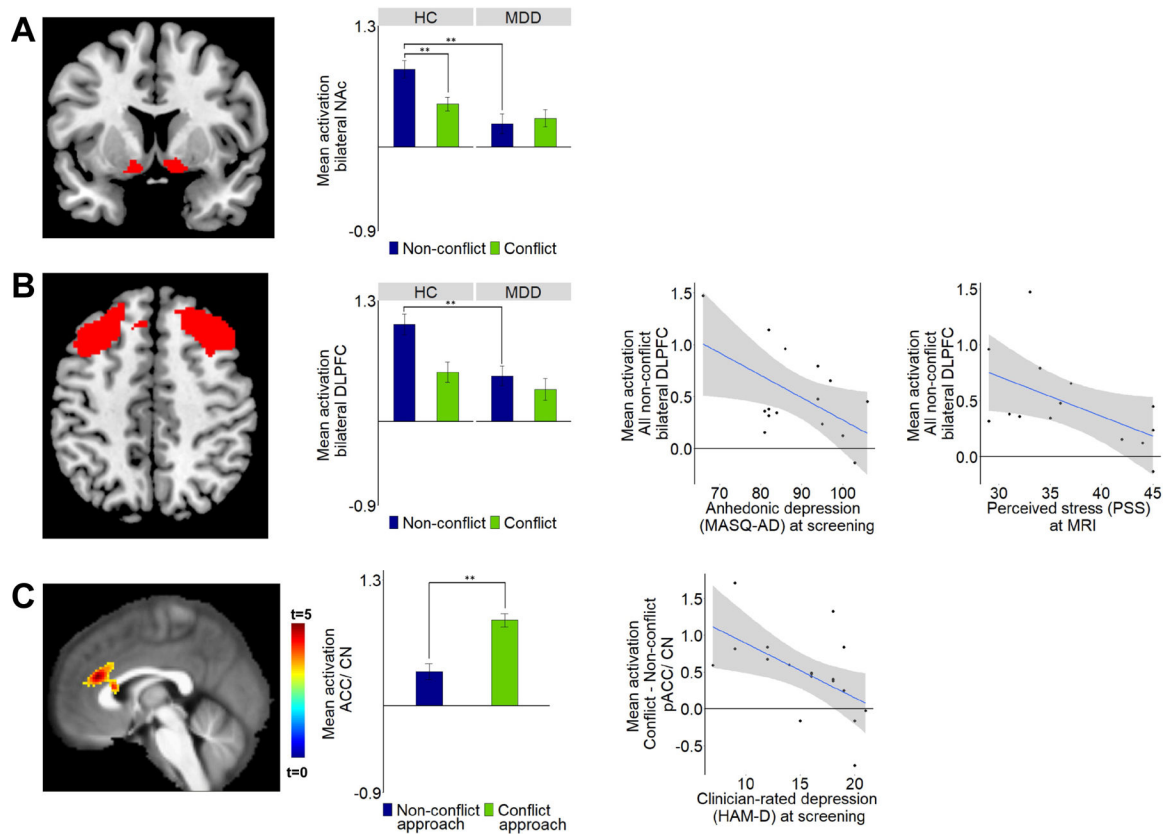 A
HC
MDD
1.3
**
**
Mean activation
bilateral NAc
-0.9
Non-conflict
Conflict
B
HC
MDD
1.3
**
Mean activation
bilateral DLPFC
-0.9
Non-conflict
Conflict
Mean activation
All non-conflict
bilateral DLPFC
1.5
1.0
0.5
0.0
70
80
90
100
Anhedonic depression
(MASQ-AD) at screening
Mean activation
All non-conflict
bilateral DLPFC
1.5
1.0
0.5
0.0
30
35
40
45
Perceived stress (PSS)
at MRI
C
t=5
t=0
1.3
**
Mean activation
ACC/ CN
-0.9
Non-conflict
approach
Conflict
approach
Mean activation
Conflict - Non-conflict
pACC/ CN
1.5
1.0
0.5
0.0
-0.5
10
15
20
Clinician-rated depression
(HAM-D) at screening